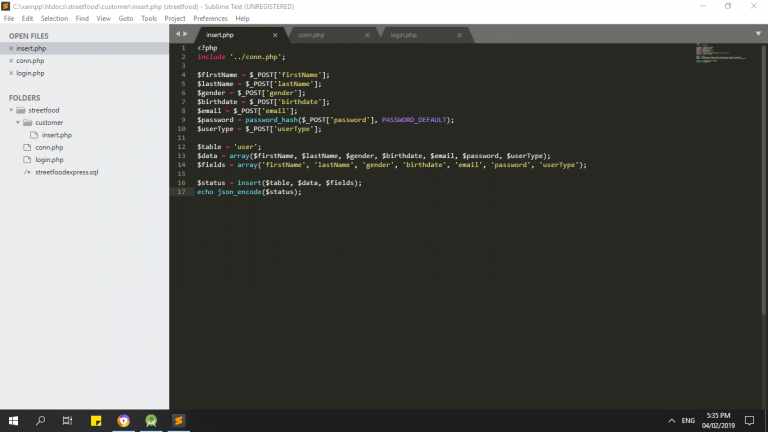 C:\xampp\htdocs\streetfood\customer\insert.php (streetfood) - Sublime Text (UNREGISTERED)
File Edit Selection Find View Goto Tools Project Preferences Help
OPEN FILES
insert.php
conn.php
login.php
FOLDERS
streetfood
customer
insert.php
conn.php
login.php
streetfoodexpress.sql
insert.php conn.php login.php
1 <?php
2 include '../conn.php';
3
4 $firstName = $_POST['firstName'];
5 $lastName = $_POST['lastName'];
6 $gender = $_POST['gender'];
7 $birthdate = $_POST['birthdate'];
8 $email = $_POST['email'];
9 $password = password_hash($_POST['password'], PASSWORD_DEFAULT);
10 $userType = $_POST['userType'];
11
12 $table = 'user';
13 $data = array($firstName, $lastName, $gender, $birthdate, $email, $password, $userType);
14 $fields = array('firstName', 'lastName', 'gender', 'birthdate', 'email', 'password', 'userType');
15
16 $status = insert($table, $data, $fields);
17 echo json_encode($status);
ENG
5:35 PM
04/02/2019